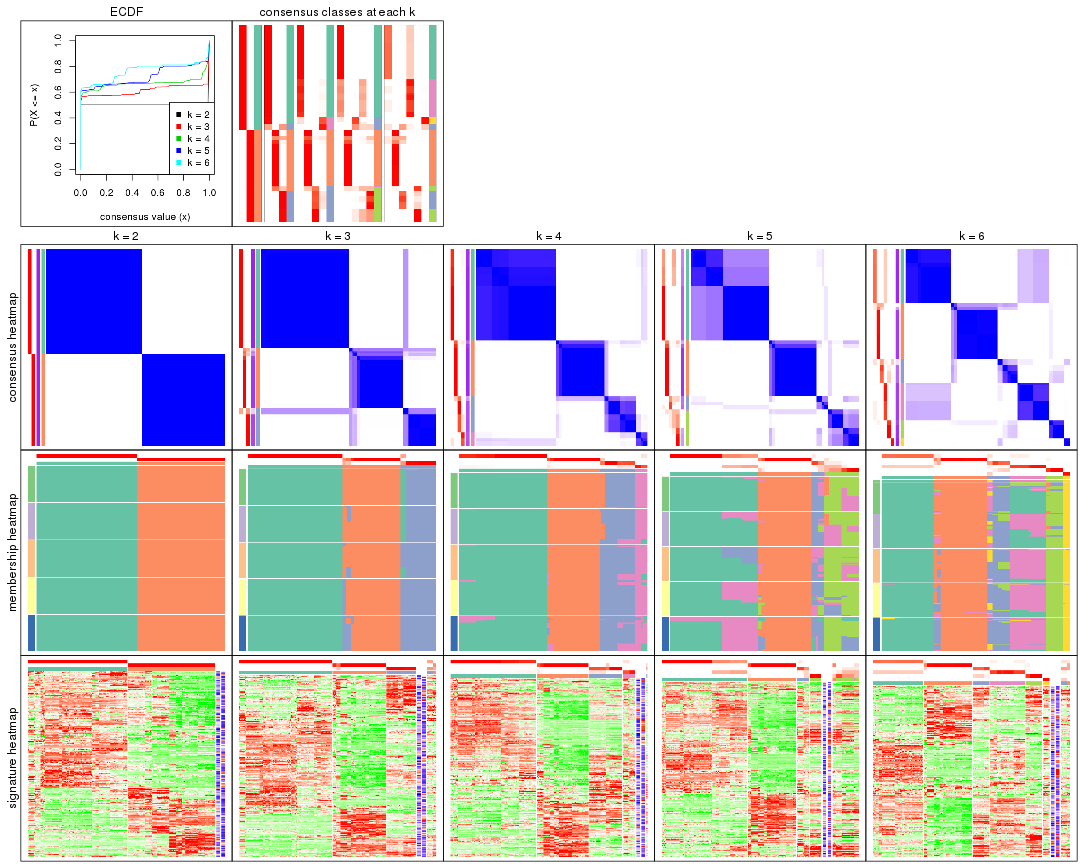 ECDF
consensus classes at each k
P(X <= x)
0.0 0.2 0.4 0.6 0.8 1.0
k = 2
k = 3
k = 4
k = 5
k = 6
0.0 0.2 0.4 0.6 0.8 1.0
consensus value (x)
k = 2
k = 3
k = 4
k = 5
k = 6
consensus heatmap
membership heatmap
signature heatmap